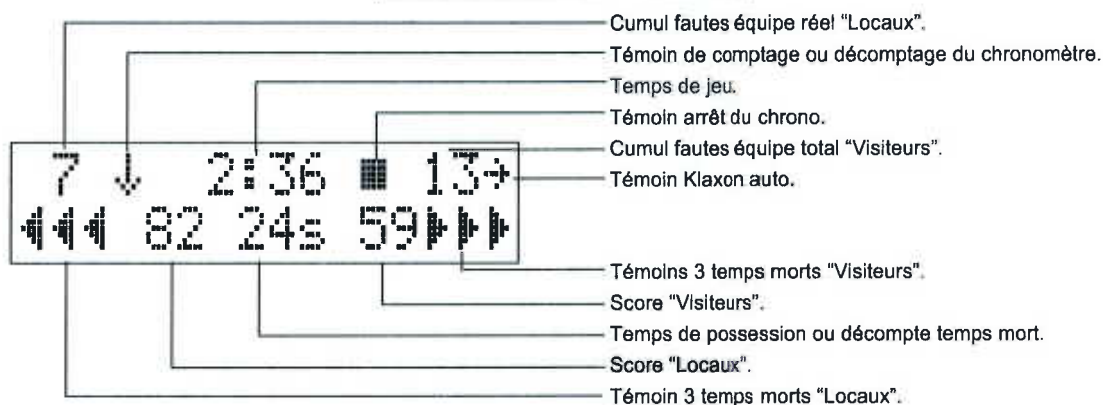 Cumul fautes équipe réel "Locaux".
Témoin de comptage ou décomptage du chronomètre.
Temps de jeu.
Témoin arrêt du chrono.
Cumul fautes équipe total "Visiteurs".
Témoin Klaxon auto.
7 ↓ 2:36 ■ 13→
◀◀◀ 82 24s 59▶▶▶
Témoins 3 temps morts "Visiteurs".
Score "Visiteurs".
Temps de possession ou décompte temps mort.
Score "Locaux".
Témoin 3 temps morts "Locaux".